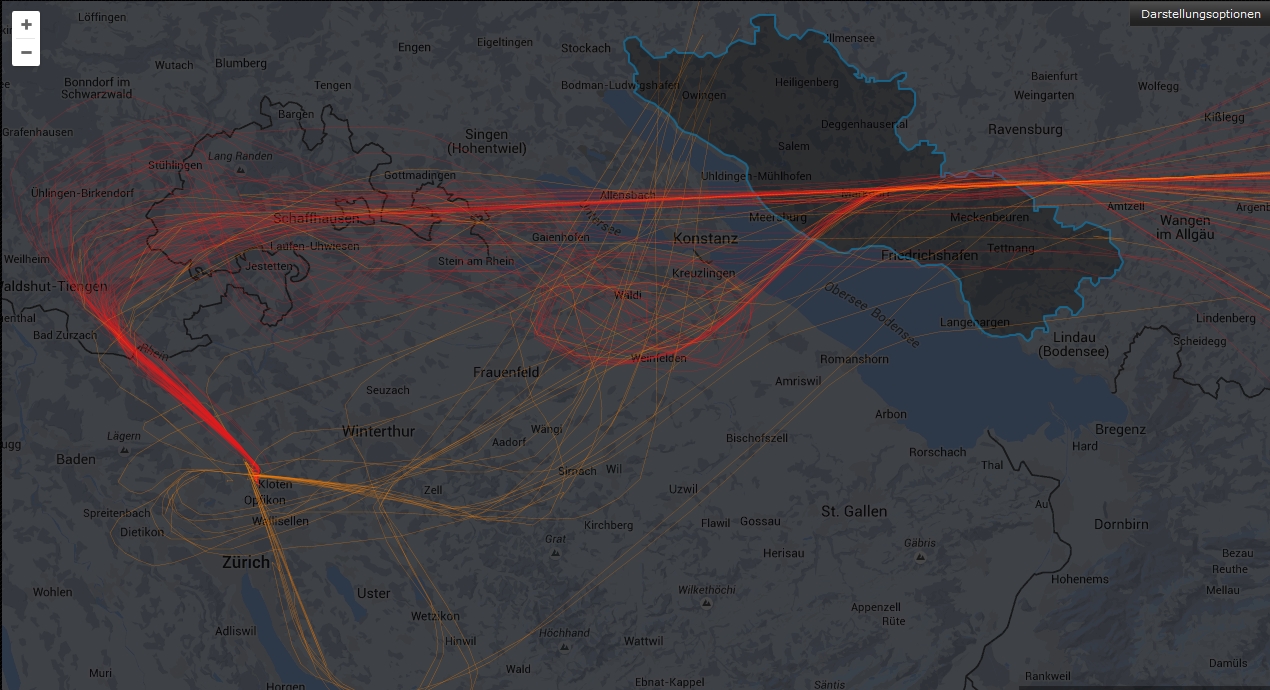 Darstellungsoptionen
+
−
Löffingen
Engen
Eigeltingen
Stockach
Illmensee
Wutach
Blumberg
Bonndorf im
Schwarzwald
Tengen
Bodman-Ludwigshafen
Owingen
Heiligenberg
Baienfurt
Weingarten
Wolfegg
Kißlegg
Grafenhausen
Bargen
Singen
(Hohentwiel)
Deggenhausertal
Ravensburg
Salem
Stühlingen
Lang Randen
Gottmadingen
Uhldingen-Mühlhofen
Ühlingen-Birkendorf
Allensbach
Untersee
Schaffhausen
Meersburg
Meckenbeuren
Amtzell
Wangen
im Allgäu
Argenb
Gaienhofen
Konstanz
Laufen-Uhwiesen
Tettnang
Friedrichshafen
Weilheim
Jestetten
Stein am Rhein
Kreuzlingen
Waldshut-Tiengen
Wäldi
Obersee-Bodensee
Langenargen
Lindenberg
Bad Zurzach
Rhein
Lindau
(Bodensee)
Scheidegg
Weinfelden
Romanshorn
Frauenfeld
Amriswil
Seuzach
Arbon
Lägern
Winterthur
Wängi
Aadorf
Bischofszell
Bregenz
Hard
Baden
Rorschach
Thal
Sirnach
Wil
Kloten
Opfikon
Zell
Uzwil
Au
Spreitenbach
Wallisellen
Dietikon
Kirchberg
Flawil
Gossau
St. Gallen
Dornbirn
Grat
Herisau
Gäbris
Bezau
Reuthe
Zürich
Hohenems
Mellau
Wohlen
Uster
Wilkethöchi
Appenzell
Rüte
Wetzikon
Adliswil
Hinwil
Höchhand
Wattwil
Wald
Damüls
Muri
Horgen
Ebnat-Kappel
Säntis
Rankweil